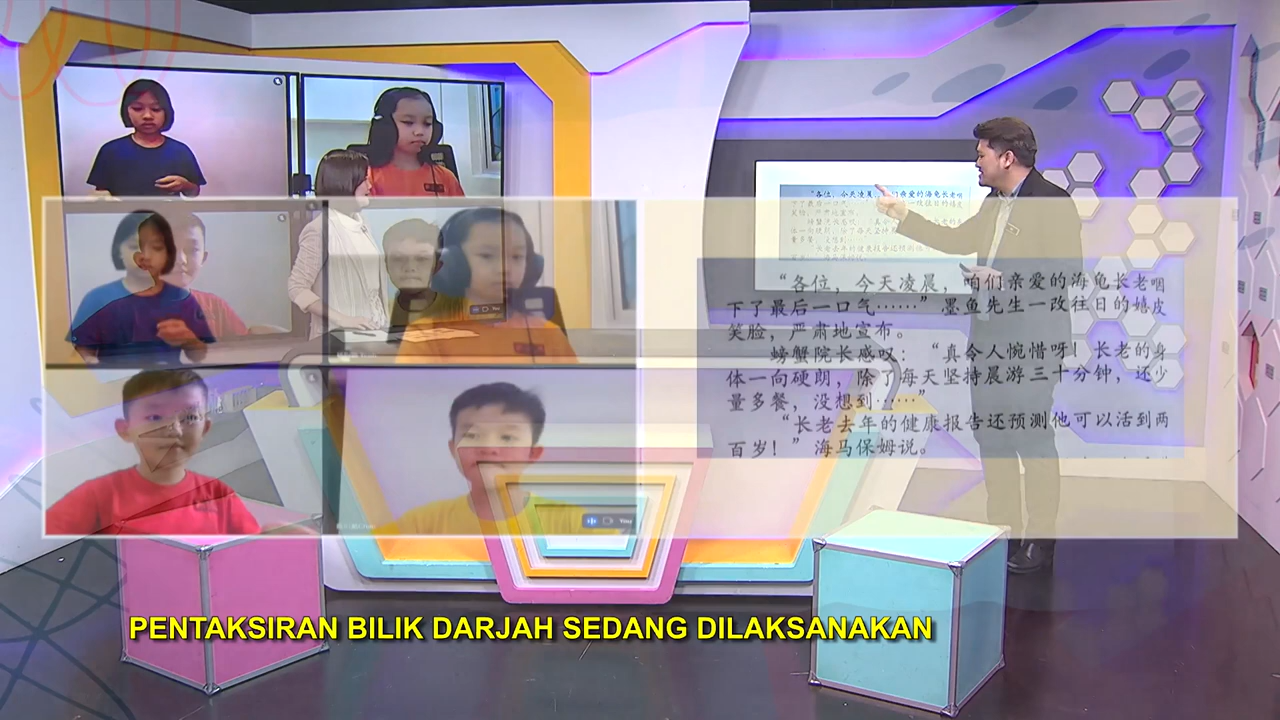 “各位，今天凌晨，咱们亲爱的海龟长老咽
下了最后一口气……”墨鱼先生一改往日的嬉皮
笑脸，严肃地宣布。
螃蟹院长感叹：“真令人惋惜呀！长老的身
体一向硬朗，除了每天坚持晨游三十分钟，还少
量多餐，没想到……”
“长老去年的健康报告还预测他可以活到两
百岁！”海马保姆说。
You
PENTAKSIRAN BILIK DARJAH SEDANG DILAKSANAKAN